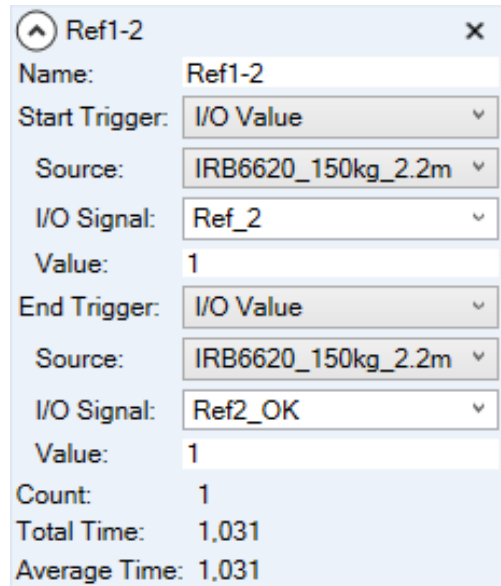 Ref1-2
Name: Ref1-2
Start Trigger: I/O Value
Source: IRB6620_150kg_2.2m
I/O Signal: Ref_2
Value: 1
End Trigger: I/O Value
Source: IRB6620_150kg_2.2m
I/O Signal: Ref2_OK
Value: 1
Count: 1
Total Time: 1,031
Average Time: 1,031